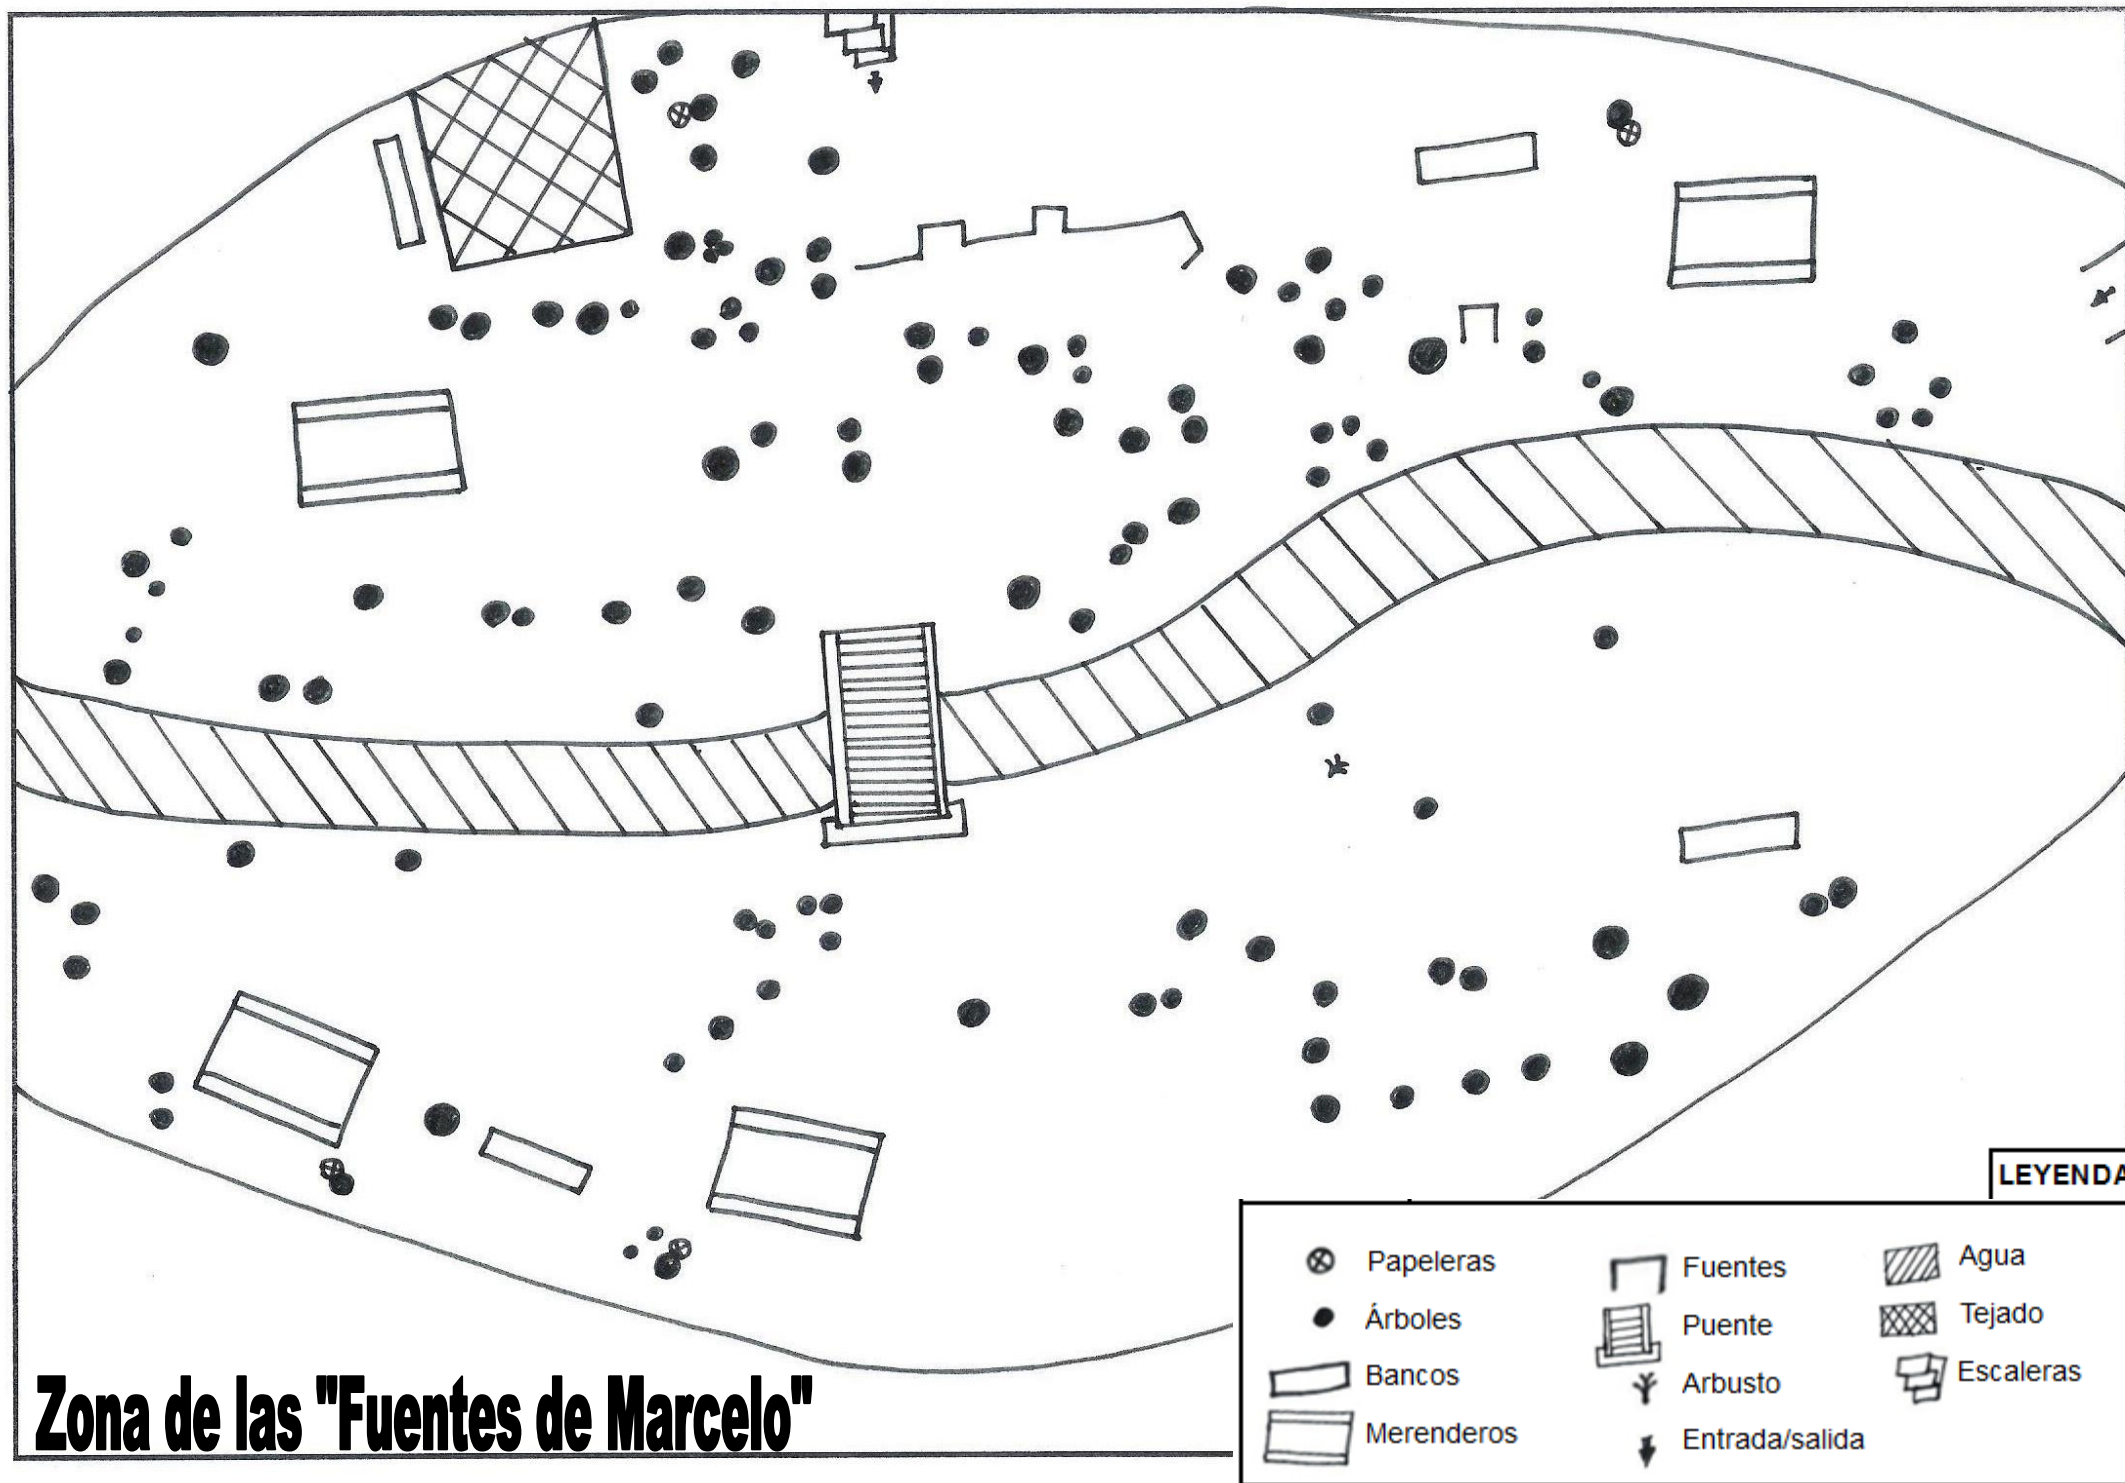 LEYENDA
Papeleras
Árboles
Bancos
Merenderos
Fuentes
Puente
Arbusto
Entrada/salida
Agua
Tejado
Escaleras
Zona de las "Fuentes de Marcelo"